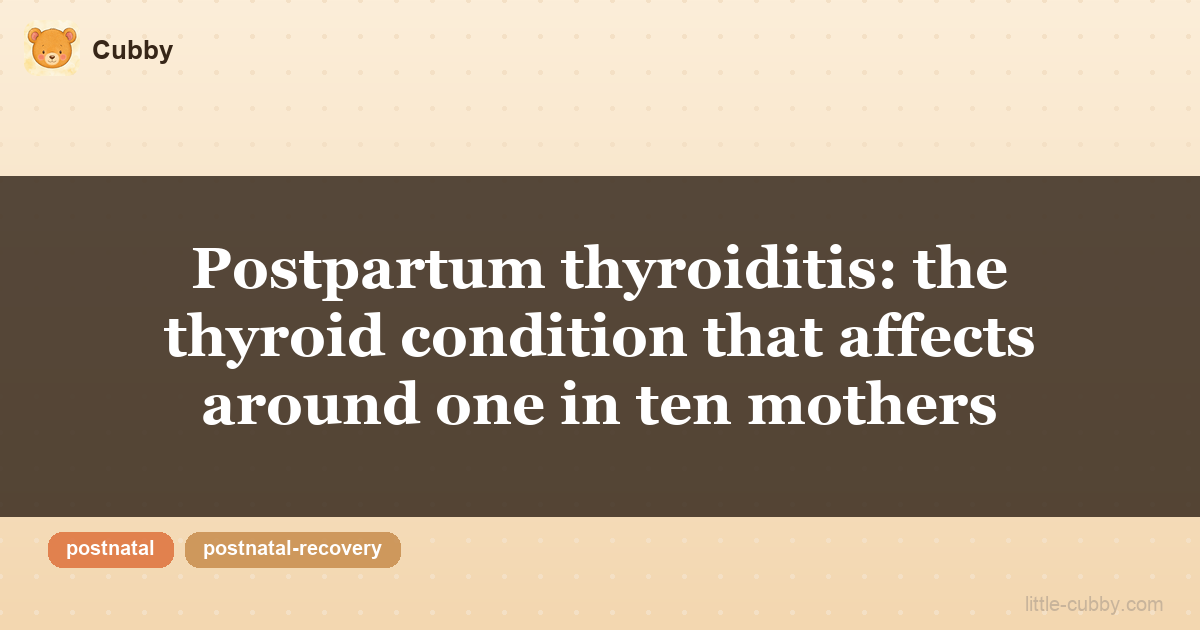 Cubby
Postpartum thyroiditis: the
thyroid condition that affects
around one in ten mothers
postnatal
postnatal-recovery
little-cubby.com